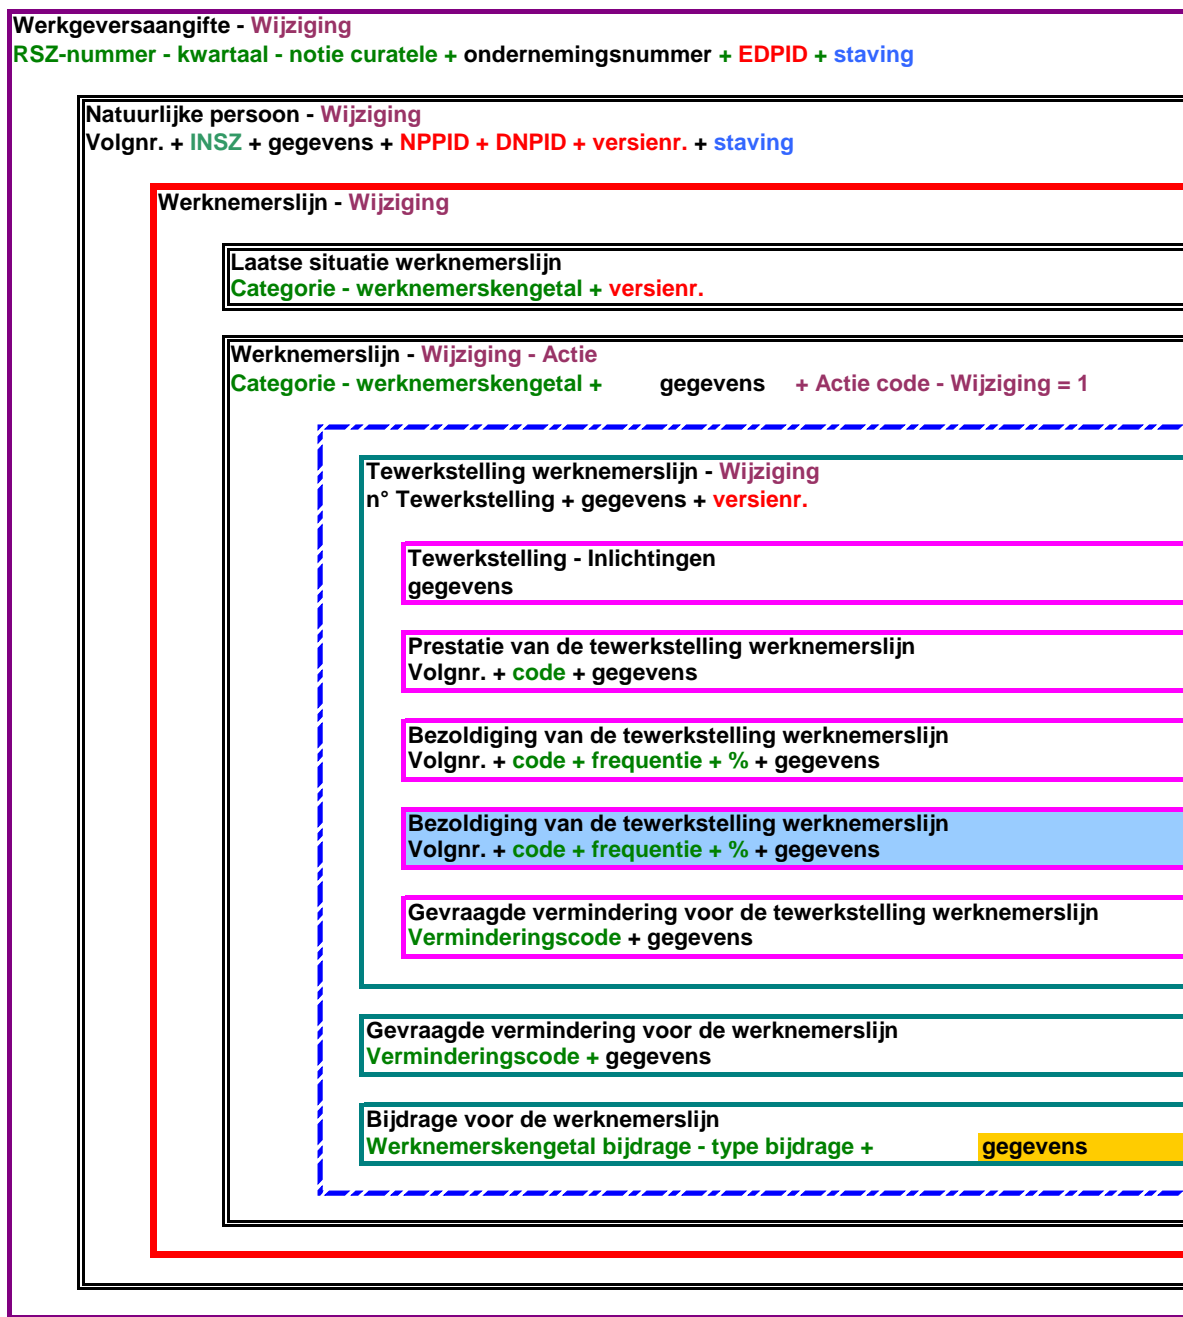 Werkgeversaangifte - Wijziging
RSZ-nummer - kwartaal - notie curatele + ondernemingsnummer + EDPID + staving
Natuurlijke persoon - Wijziging
Volgnr. + INSZ + gegevens + NPPID + DNPID + versienr. + staving
Werknemerslijn - Wijziging
Laatse situatie werknemerslijn
Categorie - werknemerskengetal + versienr.
Werknemerslijn - Wijziging - Actie
Categorie - werknemerskengetal + gegevens + Actie code - Wijziging = 1
Tewerkstelling werknemerslijn - Wijziging
n° Tewerkstelling + gegevens + versienr.
Tewerkstelling - Inlichtingen
gegevens
Prestatie van de tewerkstelling werknemerslijn
Volgnr. + code + gegevens
Bezoldiging van de tewerkstelling werknemerslijn
Volgnr. + code + frequentie + % + gegevens
Bezoldiging van de tewerkstelling werknemerslijn
Volgnr. + code + frequentie + % + gegevens
Gevraagde vermindering voor de tewerkstelling werknemerslijn
Verminderingscode + gegevens
Gevraagde vermindering voor de werknemerslijn
Verminderingscode + gegevens
Bijdrage voor de werknemerslijn
Werknemerskengetal bijdrage - type bijdrage + gegevens